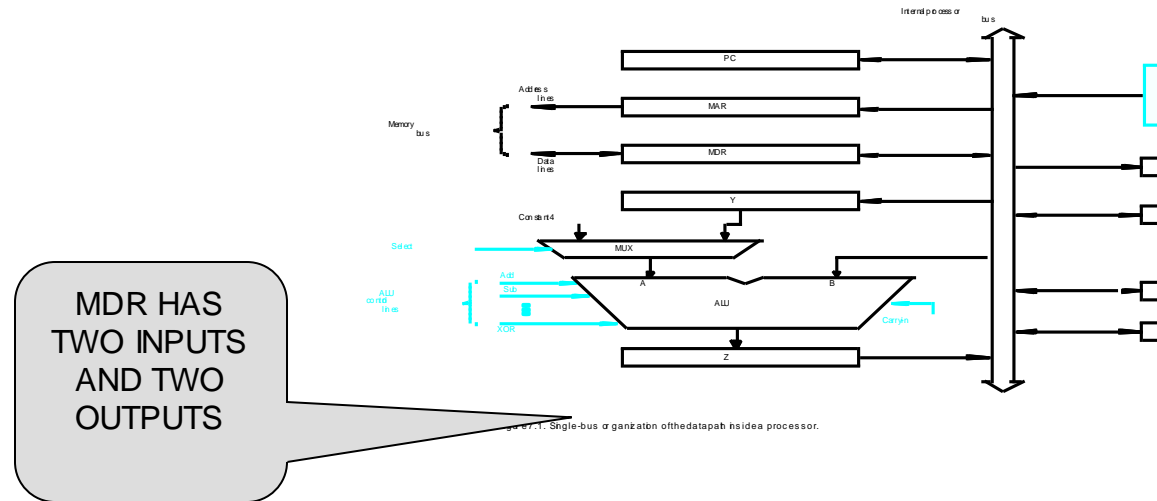 Internal processor
bus
PC
Address
lines
MAR
Memory
bus
MDR
Data
lines
Y
Constant 4
Select
MUX
Add
A
B
ALU
control
lines
Sub
ALU
XOR
Carry-in
Z
MDR HAS
TWO INPUTS
AND TWO
OUTPUTS
7.1. Single-bus organization of the datapath inside a processor.